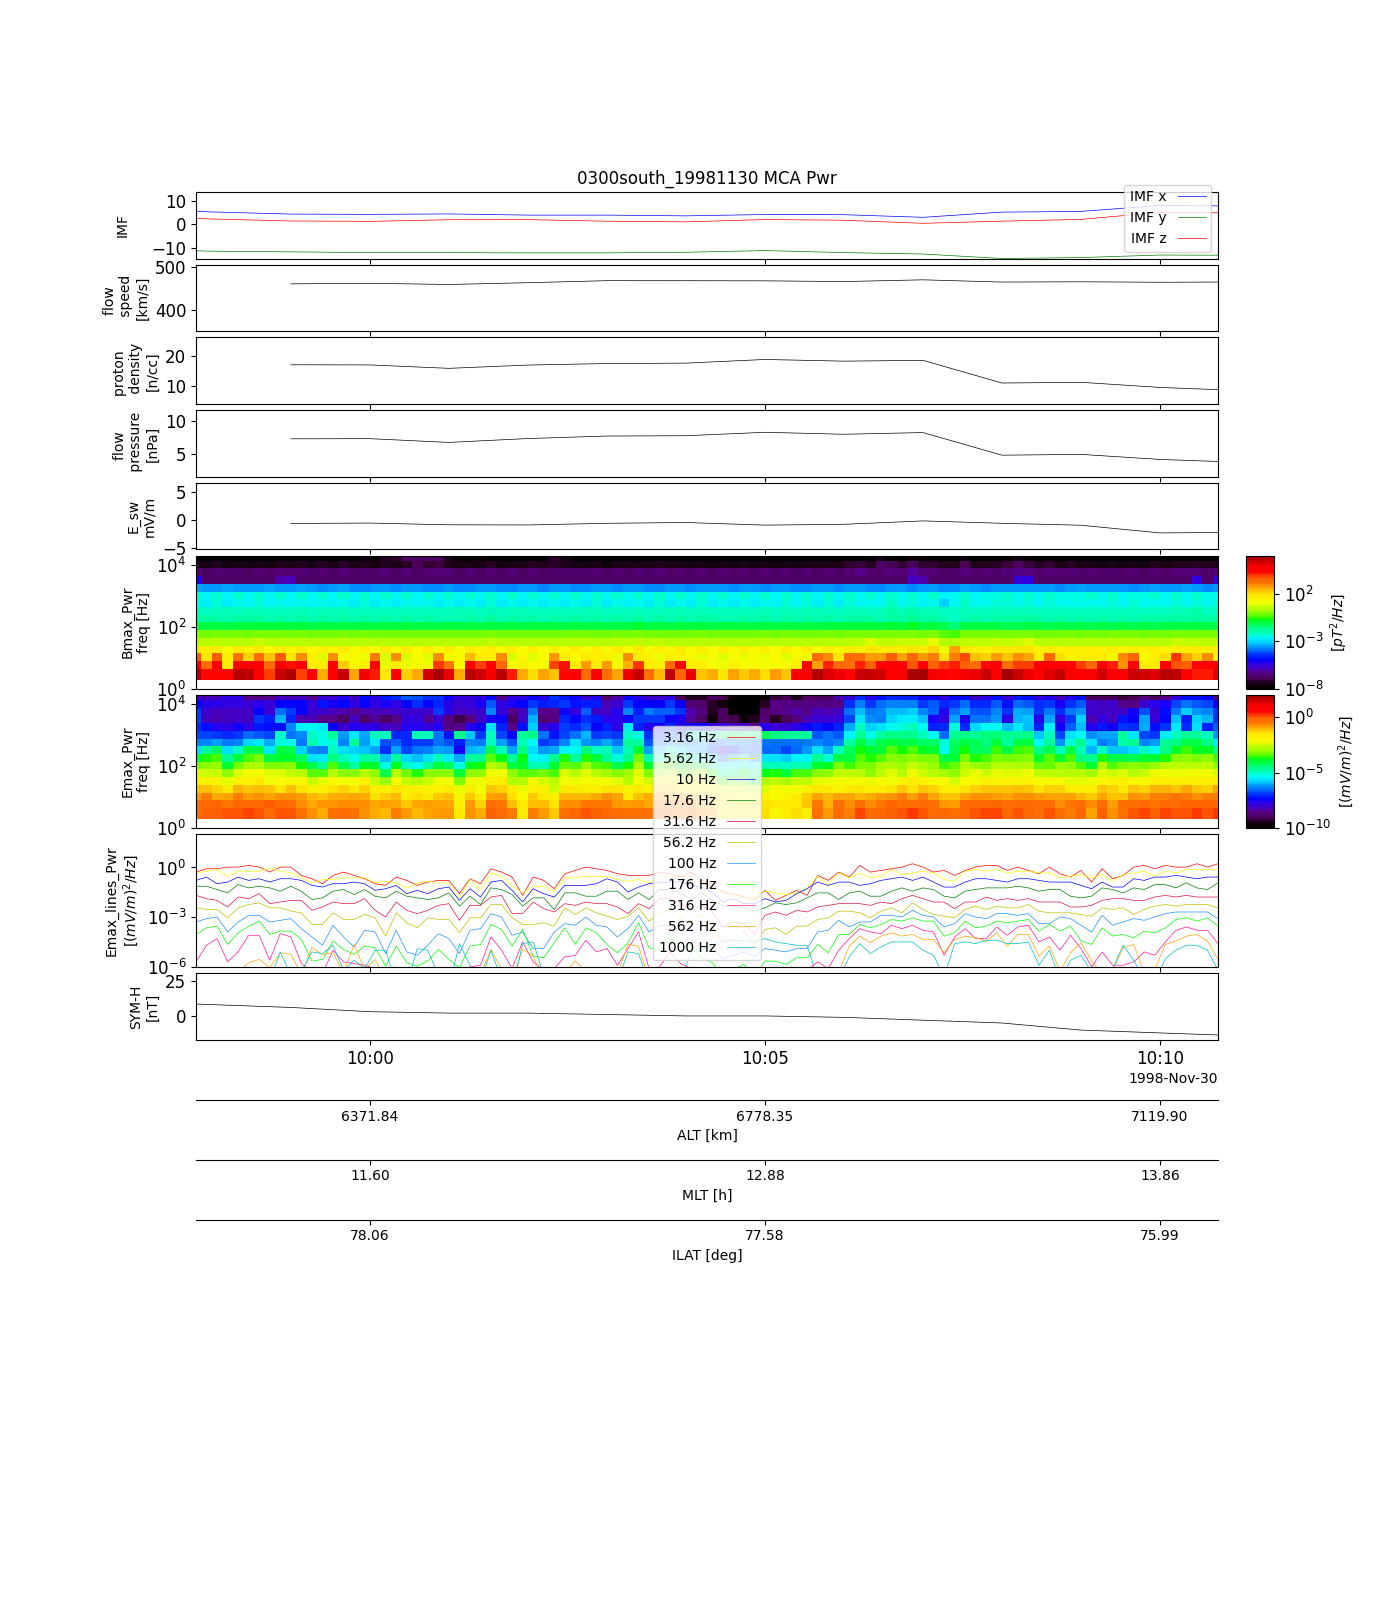 0300south_19981130 MCA Pwr
IMF
10
0
−10
IMF x
IMF y
IMF z
flow
speed
[km/s]
500
400
proton
density
[n/cc]
20
10
flow
pressure
[nPa]
10
5
E_sw
mV/m
5
0
−5
Bmax_Pwr
freq [Hz]
10^4
10^2
10^0
10^2
10^−3
10^−8
[pT^2/Hz]
Emax_Pwr
freq [Hz]
10^4
10^2
10^0
10^0
10^−5
10^−10
[(mV/m)^2/Hz]
3.16 Hz
5.62 Hz
10 Hz
17.6 Hz
31.6 Hz
56.2 Hz
100 Hz
176 Hz
316 Hz
562 Hz
1000 Hz
Emax_lines_Pwr
[(mV/m)^2/Hz]
10^0
10^−3
10^−6
SYM-H
[nT]
25
0
10:00 10:05 10:10
1998-Nov-30
6371.84 6778.35 7119.90
ALT [km]
11.60 12.88 13.86
MLT [h]
78.06 77.58 75.99
ILAT [deg]